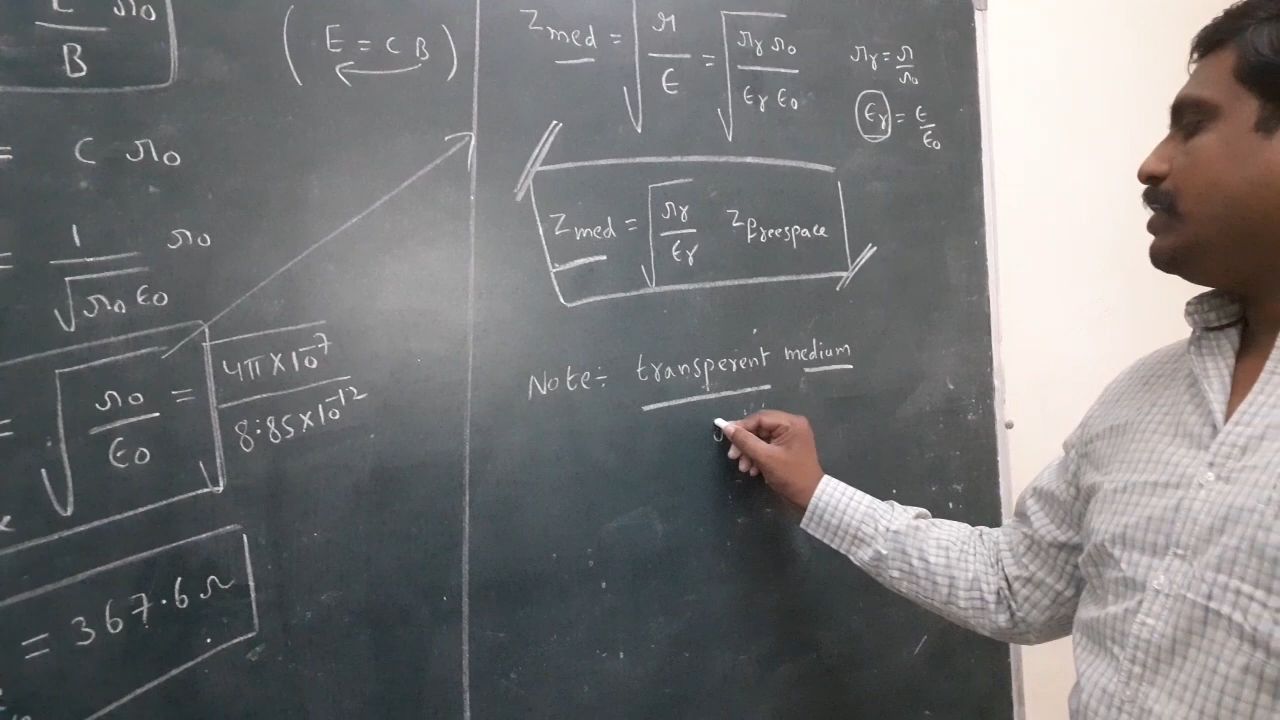 μ₀
B
(E = c B)
= c μ₀
= 1/√(μ₀ ϵ₀) μ₀
= √(μ₀/ϵ₀) = √(4π×10⁻⁷/8.85×10⁻¹²)
= 367.6 Ω
Zmed = √(μ/ϵ) = √(μr μ₀/ϵr ϵ₀)
μr = μ/μ₀
ϵr = ϵ/ϵ₀
Zmed = √(μr/ϵr) Zfreespace
Note:- transperent medium